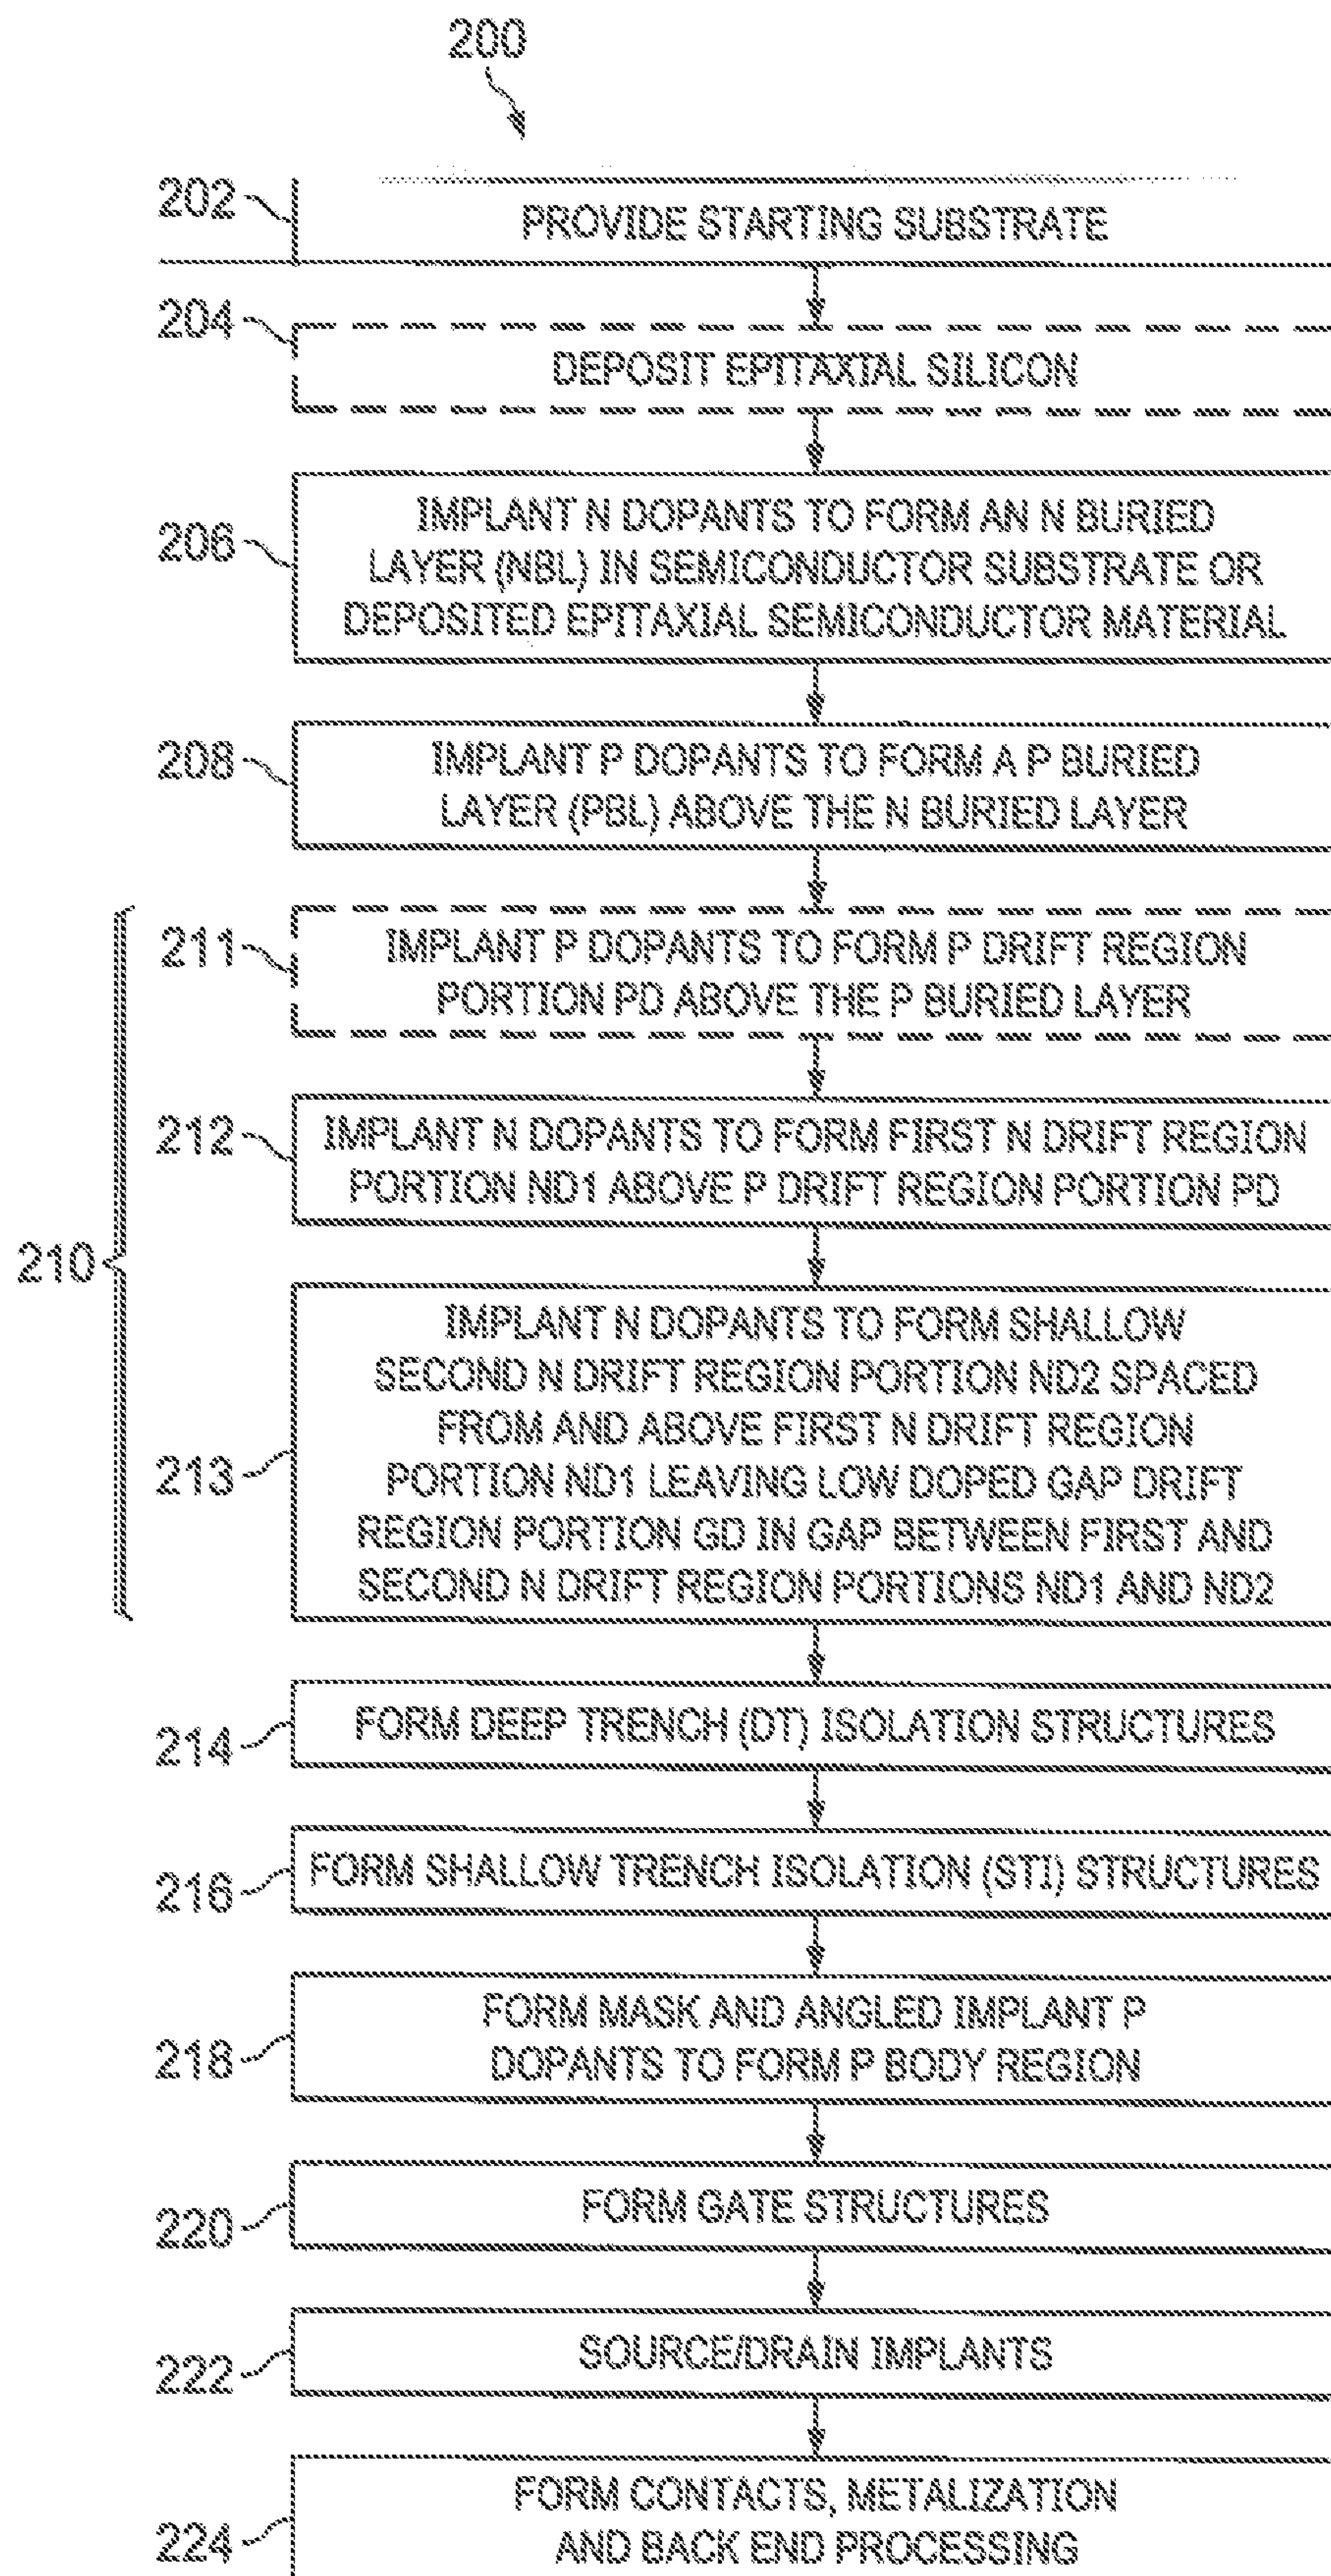 200
202
PROVIDE STARTING SUBSTRATE
204
DEPOSIT EPITAXIAL SILICON
206
IMPLANT N DOPANTS TO FORM AN N BURIED
LAYER (NBL) IN SEMICONDUCTOR SUBSTRATE OR
DEPOSITED EPITAXIAL SEMICONDUCTOR MATERIAL
208
IMPLANT P DOPANTS TO FORM A P BURIED
LAYER (PBL) ABOVE THE N BURIED LAYER
210
211
IMPLANT P DOPANTS TO FORM P DRIFT REGION
PORTION PD ABOVE THE P BURIED LAYER
212
IMPLANT N DOPANTS TO FORM FIRST N DRIFT REGION
PORTION ND1 ABOVE P DRIFT REGION PORTION PD
213
IMPLANT N DOPANTS TO FORM SHALLOW
SECOND N DRIFT REGION PORTION ND2 SPACED
FROM AND ABOVE FIRST N DRIFT REGION
PORTION ND1 LEAVING LOW DOPED GAP DRIFT
REGION PORTION GD IN GAP BETWEEN FIRST AND
SECOND N DRIFT REGION PORTIONS ND1 AND ND2
214
FORM DEEP TRENCH (DT) ISOLATION STRUCTURES
216
FORM SHALLOW TRENCH ISOLATION (STI) STRUCTURES
218
FORM MASK AND ANGLED IMPLANT P
DOPANTS TO FORM P BODY REGION
220
FORM GATE STRUCTURES
222
SOURCE/DRAIN IMPLANTS
224
FORM CONTACTS, METALIZATION
AND BACK END PROCESSING